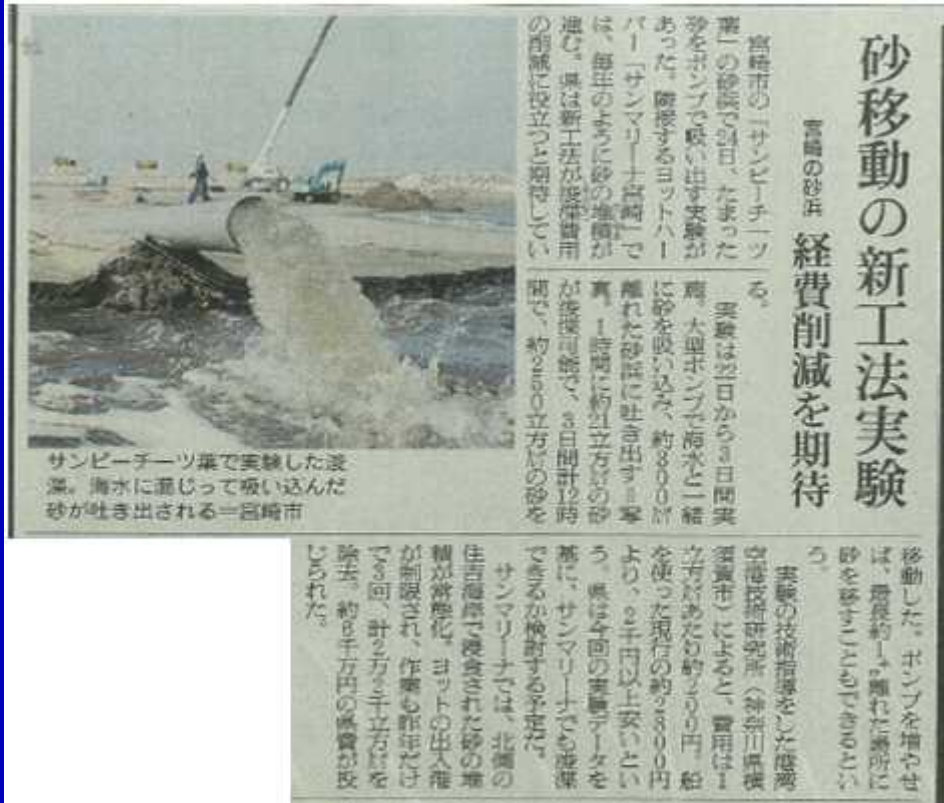 砂移動の新工法実験
宮崎の砂浜 経費削減を期待
宮崎市の「サンビーチ一ツ
葉」の砂浜で24日、たまった
砂をポンプで吸い出す実験が
あった。隣接するヨットハー
バー「サンマリーナ宮崎」で
は、毎年のように砂の堆積が
進む。県は新工法が浚渫費用
の削減に役立つと期待してい
る。
実験は22日から3日間実
施。大型ポンプで海水と一緒
に砂を吸い込み、約300㍍
離れた砂浜に吐き出す＝写
真。1時間に約21立方㍍の砂
が浚渫可能で、3日間計12時
間で、約250立方㍍の砂を
サンビーチ一ツ葉で実験した浚
渫。海水に混じって吸い込んだ
砂が吐き出される＝宮崎市
移動した。ポンプを増やせ
ば、最長約1㌔離れた場所に
砂を移すこともできるとい
う。
実験の技術指導をした港湾
空港技術研究所（神奈川県横
須賀市）によると、費用は1
立方㍍あたり約 円。船
を使った現行の約2800円
より、2千円以上安いとい
う。県は今回の実験データを
基に、サンマリーナでも浚渫
できるか検討する予定だ。
サンマリーナでは、北側の
住吉海岸で浸食された砂の堆
積が常態化。ヨットの出入港
が制限され、作業も昨年だけ
で3回、計2万 千立方㍍を
除去。約 千万円の県費が投
じられた。